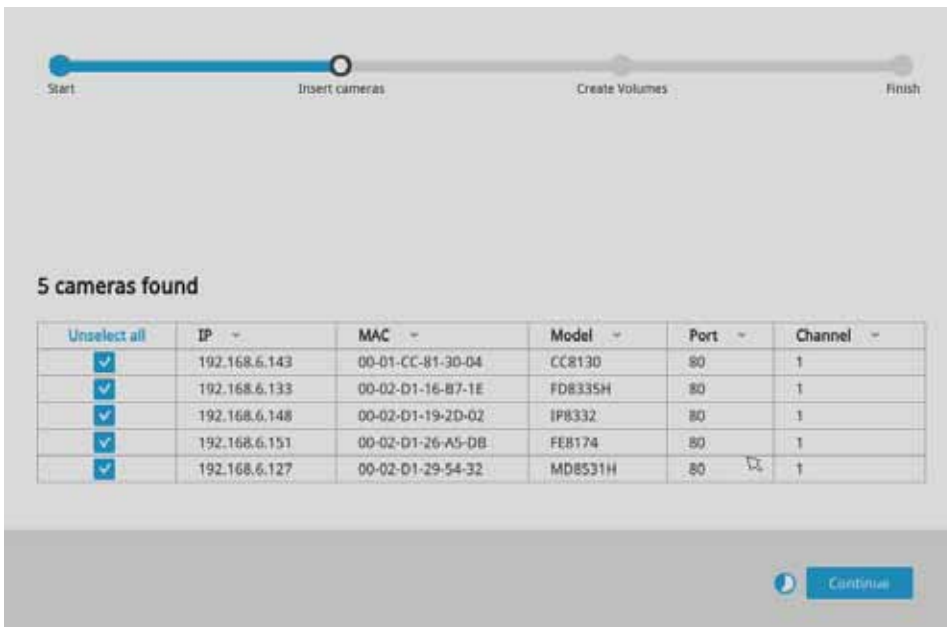 Start Insert cameras Create Volumes Finish
5 cameras found
Unselect all IP MAC Model Port Channel
192.168.6.143 00-01-CC-81-30-04 CC8130 80 1
192.168.6.133 00-02-D1-16-B7-1E FD8335H 80 1
192.168.6.148 00-02-D1-19-2D-02 IP8332 80 1
192.168.6.151 00-02-D1-26-A5-DB FE8174 80 1
192.168.6.127 00-02-D1-29-54-32 MD8531H 80 1
Continue